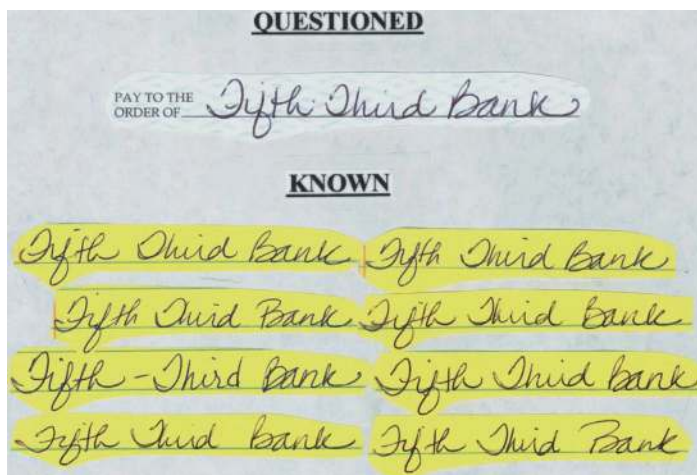 QUESTIONED
PAY TO THE
ORDER OF Fifth Third Bank
KNOWN
Fifth Third Bank Fifth Third Bank
Fifth Third Bank Fifth Third Bank
Fifth - Third Bank Fifth Third Bank
Fifth Third Bank Fifth Third Bank